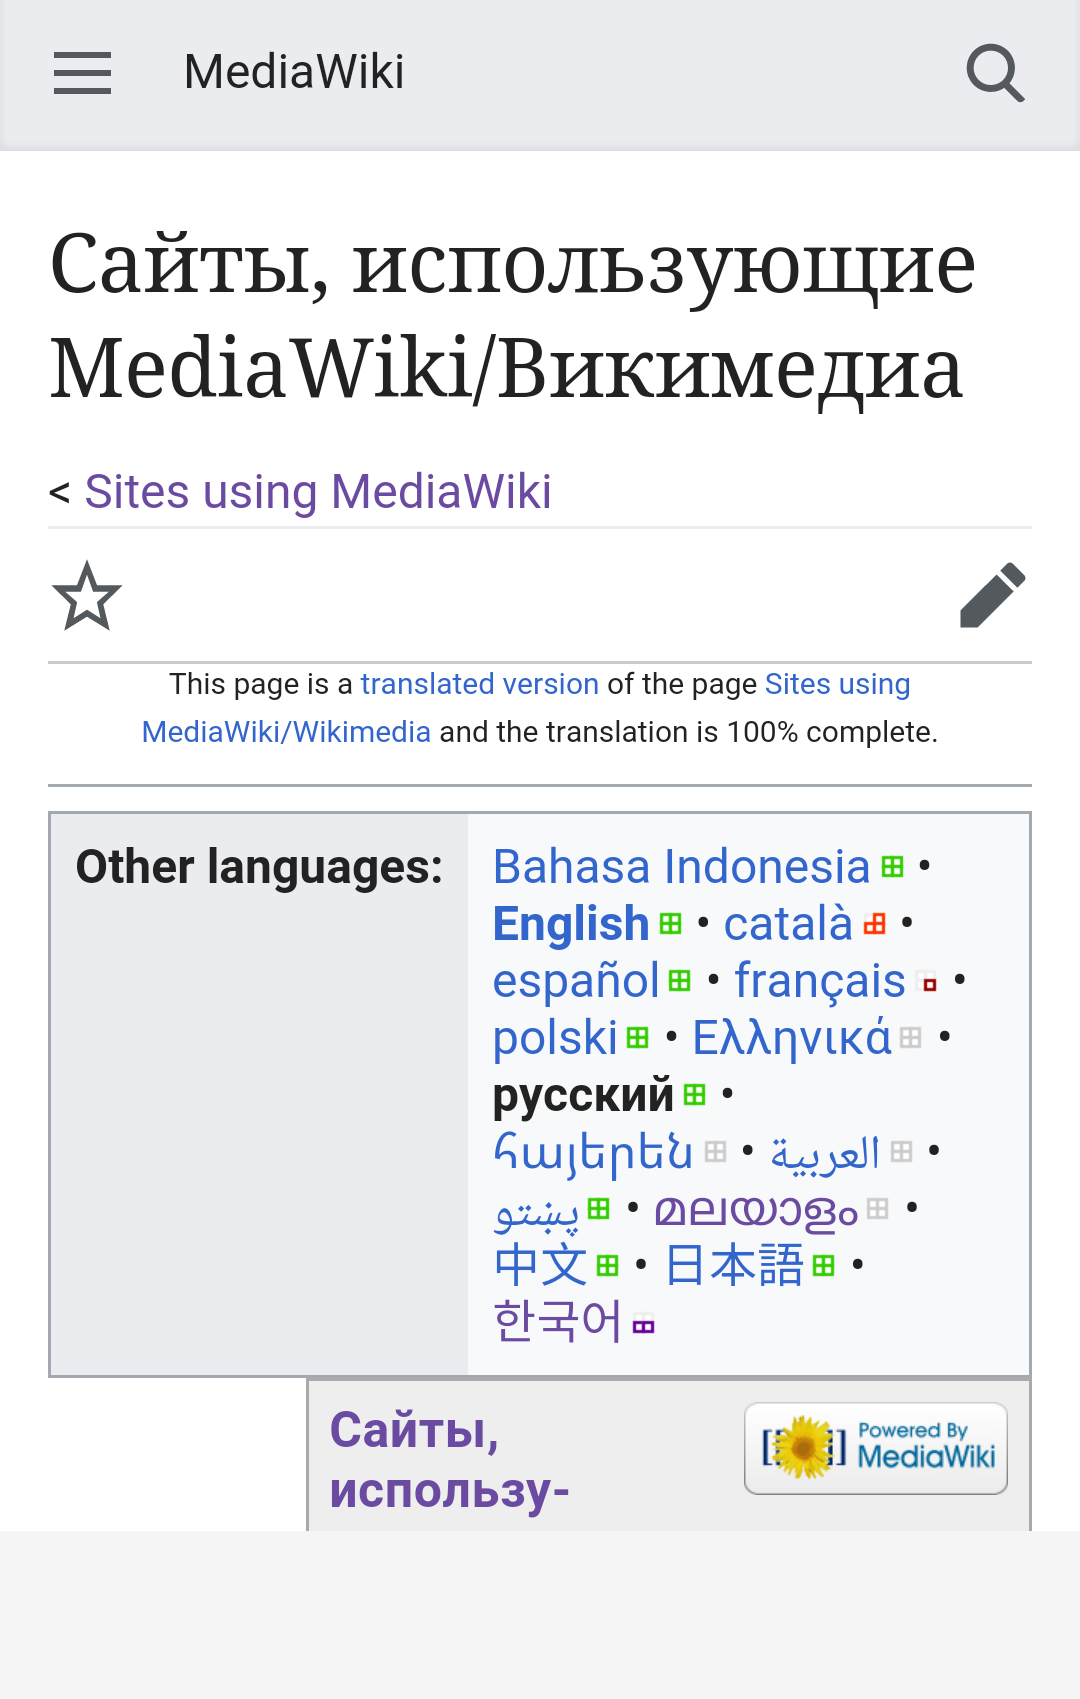 MediaWiki
Сайты, использующие
MediaWiki/Викимедиа
< Sites using MediaWiki
This page is a translated version of the page Sites using
MediaWiki/Wikimedia and the translation is 100% complete.
Other languages:
Bahasa Indonesia •
English • català •
español • français •
polski • Ελληνικά •
русский •
հայերեն • العربية •
پښتو • മലയാളം •
中文 • 日本語 •
한국어
Сайты,
использу-
Powered By
MediaWiki